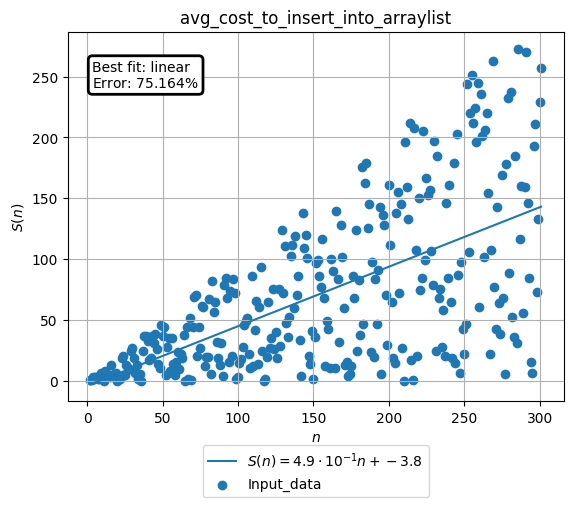 avg_cost_to_insert_into_arraylist
Best fit: linear
Error: 75.164%
S(n)
250
200
150
100
50
0
0 50 100 150 200 250 300
n
S(n) = 4.9 · 10⁻¹n + −3.8
Input_data